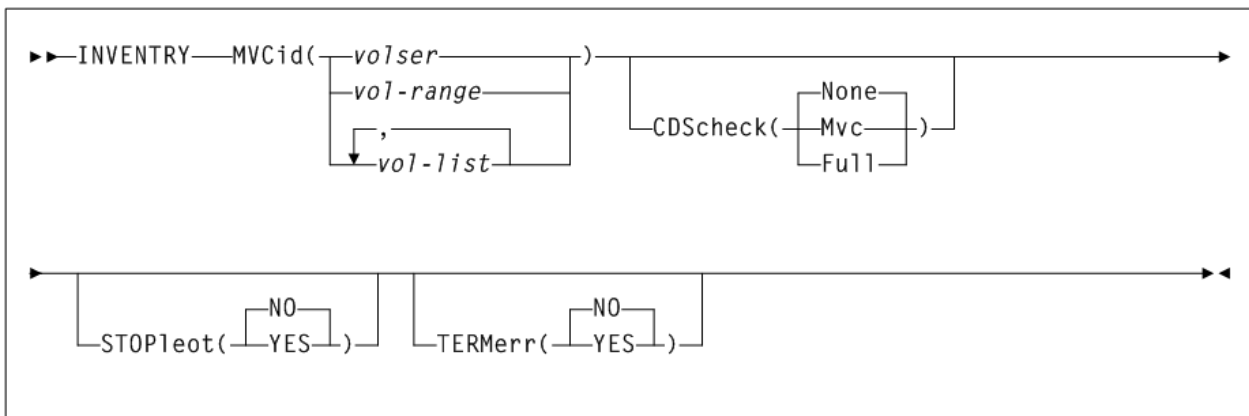 INVENTRY MVCid( volser )
vol-range
,
vol-list
CDScheck( None
Mvc )
Full
STOPleot( NO
YES )
TERMerr( NO
YES )